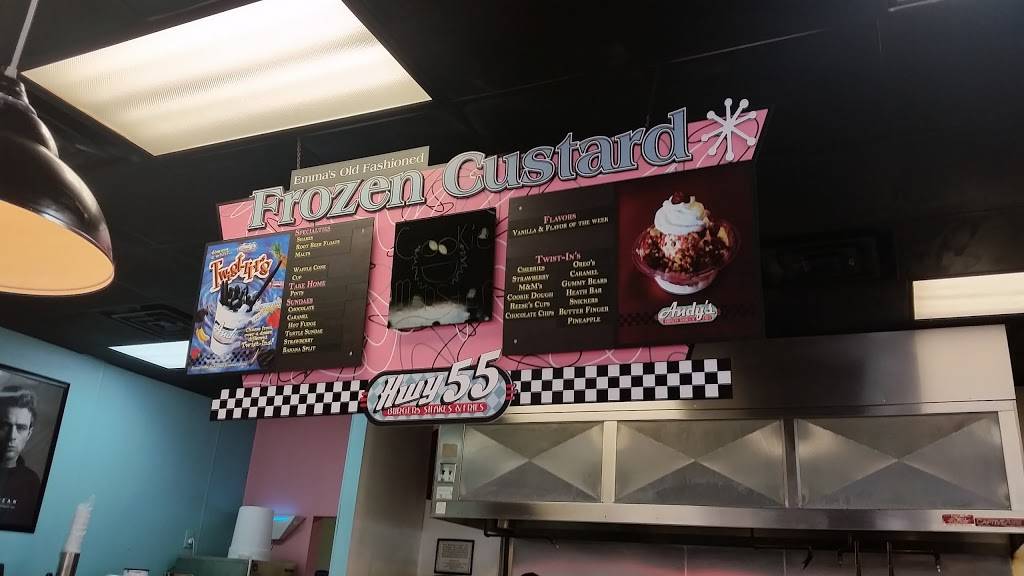 Emma's Old Fashioned
Frozen Custard
Twist-In's
Specialties
Shakes
Root Beer Floats
Malts
Waffle Cone
Cup
Take Home
Pints
Sundaes
Chocolate
Caramel
Hot Fudge
Turtle Sundae
Strawberry
Banana Split
Flavors
Vanilla & Flavor of the Week
Twist-In's
Cherries
Strawberry
M&M's
Cookie Dough
Reese's Cups
Chocolate Chips
Oreo's
Caramel
Gummy Bears
Heath Bar
Snickers
Butter Finger
Pineapple
Andy's
Hwy 55
BURGERS SHAKES & FRIES
CAPTIVEAIRE